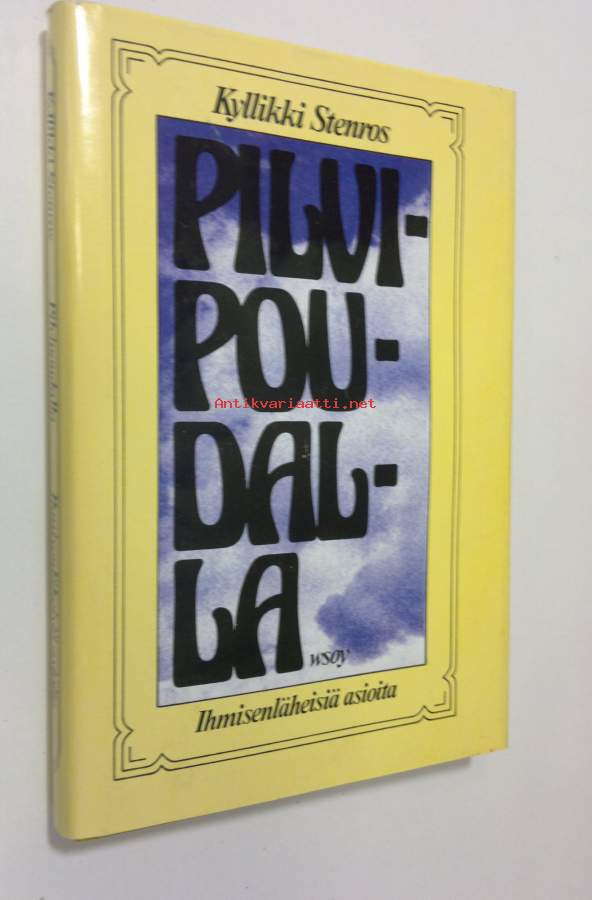 Kyllikki Stenros
PILVI-
POU-
DAL-
LA
wsoy
Ihmisenläheisiä asioita
Antikvariaatti.net